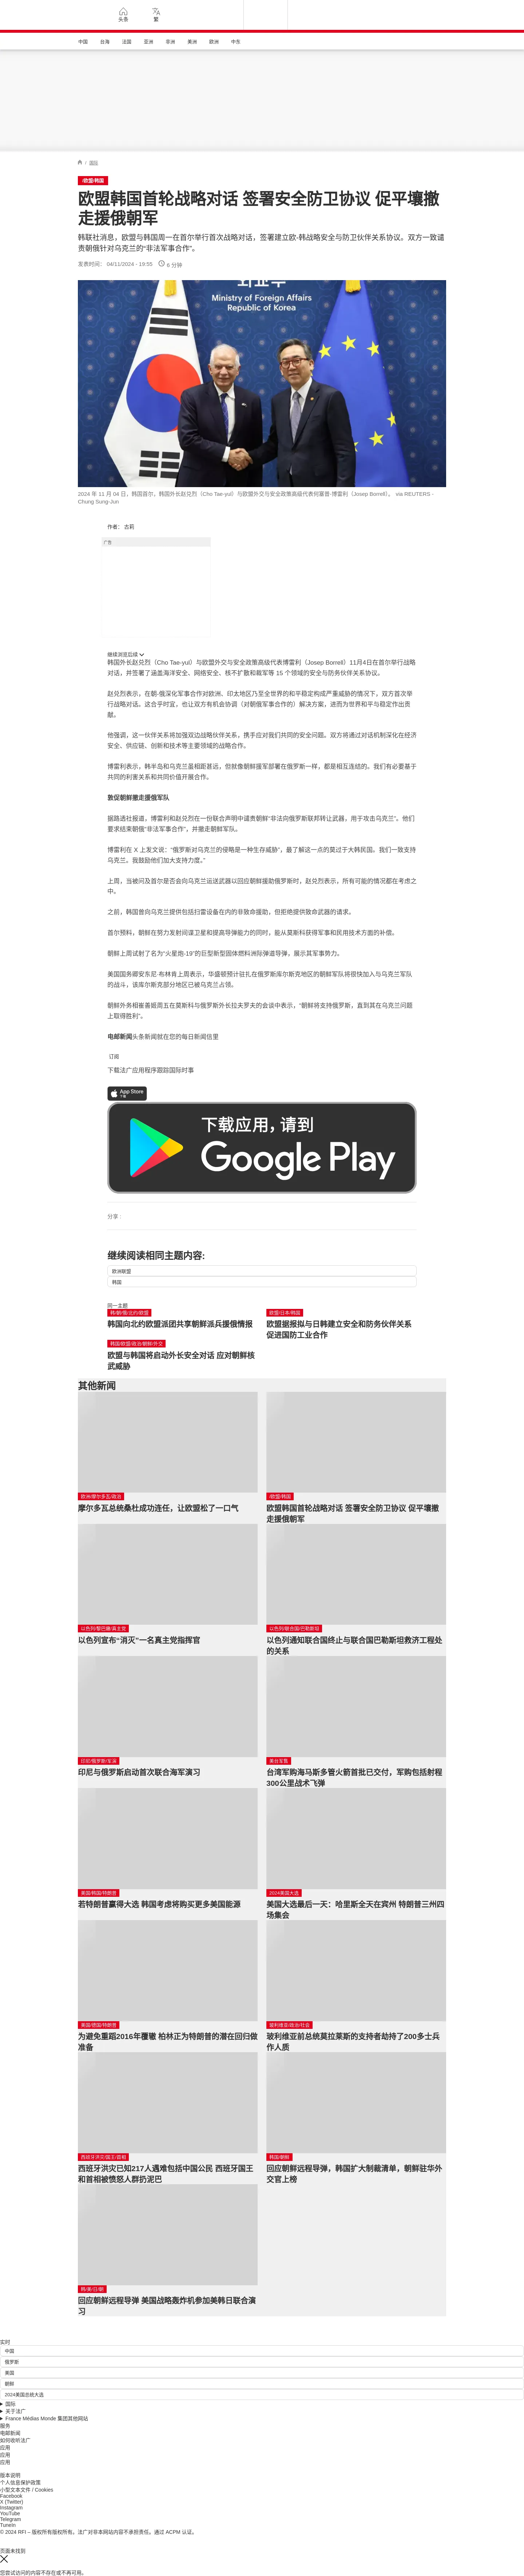 头条
繁
中国
台海
法国
亚洲
非洲
美洲
欧洲
中东
/
国际
/欧盟/韩国
欧盟韩国首轮战略对话 签署安全防卫协议 促平壤撤走援俄朝军
韩联社消息，欧盟与韩国周一在首尔举行首次战略对话，签署建立欧-韩战略安全与防卫伙伴关系协议。双方一致谴责朝俄针对乌克兰的“非法军事合作”。
发表时间： 04/11/2024 - 19:55
6 分钟
외교부
Ministry of Foreign Affairs
Republic of Korea
2024 年 11 月 04 日，韩国首尔，韩国外长赵兑烈（Cho Tae-yul）与欧盟外交与安全政策高级代表何塞普·博雷利（Josep Borrell）。 via REUTERS - Chung Sung-Jun
作者： 古莉
广告
继续浏览后续
韩国外长赵兑烈（Cho Tae-yul）与欧盟外交与安全政策高级代表博雷利（Josep Borrell）11月4日在首尔举行战略对话，并签署了涵盖海洋安全、网络安全、核不扩散和裁军等 15 个领域的安全与防务伙伴关系协议。
赵兑烈表示，在朝-俄深化军事合作对欧洲、印太地区乃至全世界的和平稳定构成严重威胁的情况下，双方首次举行战略对话。这合乎时宜，也让双方有机会协调（对朝俄军事合作的）解决方案，进而为世界和平与稳定作出贡献。
他强调，这一伙伴关系将加强双边战略伙伴关系，携手应对我们共同的安全问题。双方将通过对话机制深化在经济安全、供应链、创新和技术等主要领域的战略合作。
博雷利表示，韩半岛和乌克兰虽相距甚远，但就像朝鲜援军部署在俄罗斯一样，都是相互连结的。我们有必要基于共同的利害关系和共同价值开展合作。
敦促朝鲜撤走援俄军队
据路透社报道，博雷利和赵兑烈在一份联合声明中谴责朝鲜“非法向俄罗斯联邦转让武器，用于攻击乌克兰”。他们要求结束朝俄“非法军事合作”，并撤走朝鲜军队。
博雷利在 X 上发文说：“俄罗斯对乌克兰的侵略是一种生存威胁”，最了解这一点的莫过于大韩民国。我们一致支持乌克兰。我鼓励他们加大支持力度。”
上周，当被问及首尔是否会向乌克兰运送武器以回应朝鲜援助俄罗斯时，赵兑烈表示，所有可能的情况都在考虑之中。
之前，韩国曾向乌克兰提供包括扫雷设备在内的非致命援助，但拒绝提供致命武器的请求。
首尔预料，朝鲜在努力发射间谍卫星和提高导弹能力的同时，能从莫斯科获得军事和民用技术方面的补偿。
朝鲜上周试射了名为“火星炮-19”的巨型新型固体燃料洲际弹道导弹，展示其军事势力。
美国国务卿安东尼·布林肯上周表示，华盛顿预计驻扎在俄罗斯库尔斯克地区的朝鲜军队将很快加入与乌克兰军队的战斗，该库尔斯克部分地区已被乌克兰占领。
朝鲜外务相崔善姬周五在莫斯科与俄罗斯外长拉夫罗夫的会谈中表示，“朝鲜将支持俄罗斯，直到其在乌克兰问题上取得胜利”。
电邮新闻头条新闻就在您的每日新闻信里
订阅
下载法广应用程序跟踪国际时事
App Store
下载
下载应用，请到
Google Play
分享 :
继续阅读相同主题内容:
欧洲联盟
韩国
同一主题
韩/朝/俄/北约/欧盟
韩国向北约欧盟派团共享朝鲜派兵援俄情报
欧盟/日本/韩国
欧盟据报拟与日韩建立安全和防务伙伴关系 促进国防工业合作
韩国/欧盟/政治/朝鲜/外交
欧盟与韩国将启动外长安全对话 应对朝鲜核武威胁
其他新闻
欧洲/摩尔多瓦/政治
摩尔多瓦总统桑杜成功连任，让欧盟松了一口气
/欧盟/韩国
欧盟韩国首轮战略对话 签署安全防卫协议 促平壤撤走援俄朝军
以色列/黎巴嫩/真主党
以色列宣布“消灭”一名真主党指挥官
以色列/联合国/巴勒斯坦
以色列通知联合国终止与联合国巴勒斯坦救济工程处的关系
印尼/俄罗斯/军演
印尼与俄罗斯启动首次联合海军演习
美台军售
台湾军购海马斯多管火箭首批已交付，军购包括射程300公里战术飞弹
美国/韩国/特朗普
若特朗普赢得大选 韩国考虑将购买更多美国能源
2024美国大选
美国大选最后一天：哈里斯全天在宾州 特朗普三州四场集会
美国/德国/特朗普
为避免重蹈2016年覆辙 柏林正为特朗普的潜在回归做准备
玻利维亚/政治/社会
玻利维亚前总统莫拉莱斯的支持者劫持了200多士兵作人质
西班牙洪灾/国王/首相
西班牙洪灾已知217人遇难包括中国公民 西班牙国王和首相被愤怒人群扔泥巴
韩国/朝鲜
回应朝鲜远程导弹，韩国扩大制裁清单，朝鲜驻华外交官上榜
韩/美/日/朝
回应朝鲜远程导弹 美国战略轰炸机参加美韩日联合演习
实时
中国
俄罗斯
美国
朝鲜
2024美国总统大选
国际
关于法广
France Médias Monde 集团其他网站
服务
电邮新闻
如何收听法广
应用
应用
应用
版本说明
个人信息保护政策
小型文本文件 / Cookies
Facebook
X (Twitter)
Instagram
YouTube
Telegram
TuneIn
© 2024 RFI – 版权所有版权所有。法广对非本网站内容不承担责任。通过 ACPM 认证。
页面未找到
您尝试访问的内容不存在或不再可用。